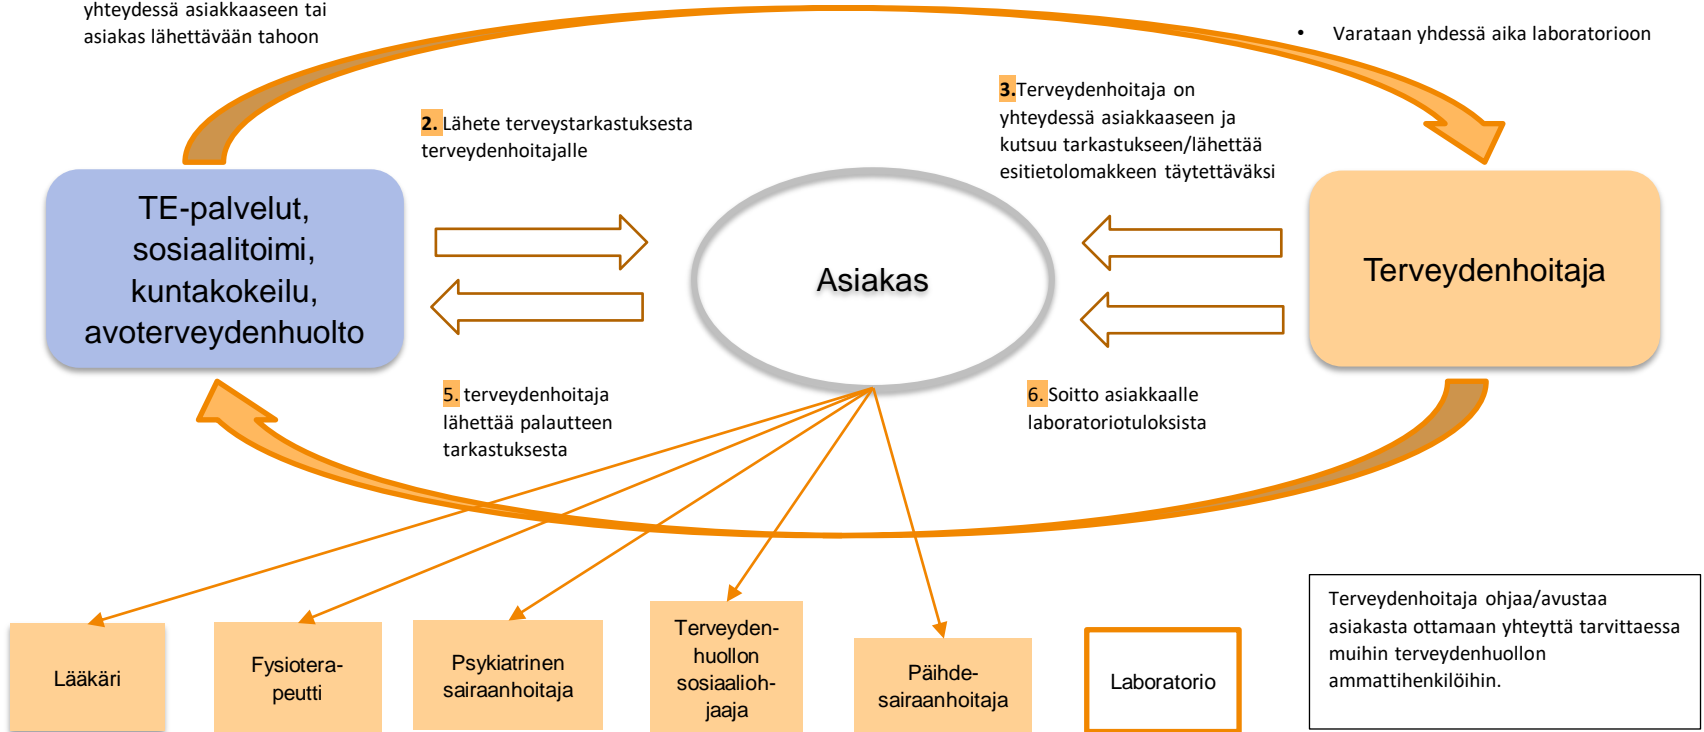 yhteydessä asiakkaaseen tai
asiakas lähettävään tahoon
• Varataan yhdessä aika laboratorioon
2. Lähete terveystarkastuksesta
terveydenhoitajalle
3.Terveydenhoitaja on
yhteydessä asiakkaaseen ja
kutsuu tarkastukseen/lähettää
esitietolomakkeen täytettäväksi
TE-palvelut,
sosiaalitoimi,
kuntakokeilu,
avoterveydenhuolto
Asiakas
Terveydenhoitaja
5. terveydenhoitaja
lähettää palautteen
tarkastuksesta
6. Soitto asiakkaalle
laboratoriotuloksista
Lääkäri
Fysiotera-
peutti
Psykiatrinen
sairaanhoitaja
Terveyden-
huollon
sosiaalioh-
jaaja
Päihde-
sairaanhoitaja
Laboratorio
Terveydenhoitaja ohjaa/avustaa
asiakasta ottamaan yhteyttä tarvittaessa
muihin terveydenhuollon
ammattihenkilöihin.